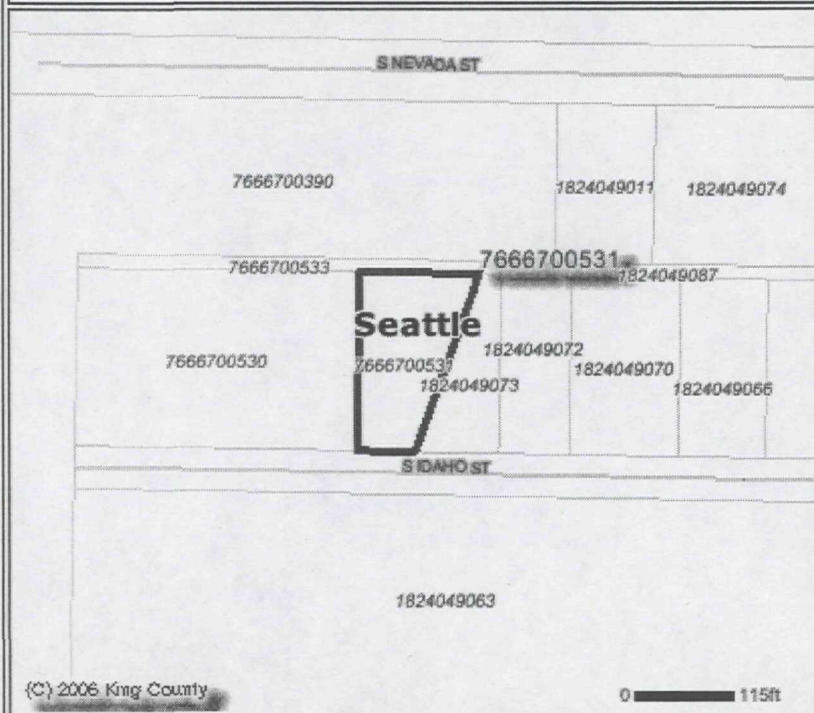 S NEVADA ST
7666700390
1824049011
1824049074
7666700531
7666700533
1824049087
Seattle
7666700530
7666700531
1824049072
1824049070
1824049073
1824049066
S IDAHO ST
1824049063
(C) 2006 King County
0 115ft